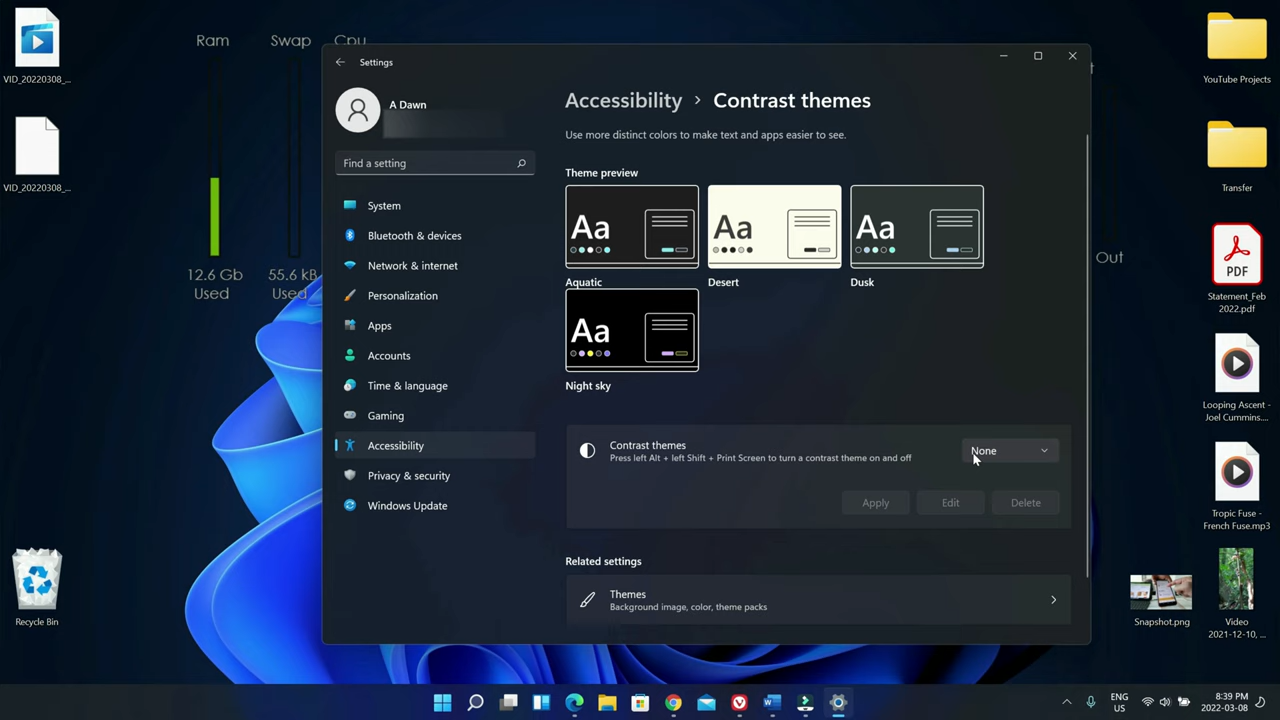 VID_20220308_...
VID_20220308_...
Recycle Bin
Ram
Swap
Cpu
12.6 Gb
Used
55.6 kB
Used
Out
Settings
A Dawn
Find a setting
System
Bluetooth & devices
Network & internet
Personalization
Apps
Accounts
Time & language
Gaming
Accessibility
Privacy & security
Windows Update
Accessibility › Contrast themes
Use more distinct colors to make text and apps easier to see.
Theme preview
Aa
Aa
Aa
Aquatic
Desert
Dusk
Aa
Night sky
Contrast themes
Press left Alt + left Shift + Print Screen to turn a contrast theme on and off
None
Apply
Edit
Delete
Related settings
Themes
Background image, color, theme packs
YouTube Projects
Transfer
PDF
Statement_Feb
2022.pdf
Looping Ascent -
Joel Cummins....
Tropic Fuse -
French Fuse.mp3
Snapshot.png
Video
2021-12-10, ...
ENG
US
8:39 PM
2022-03-08